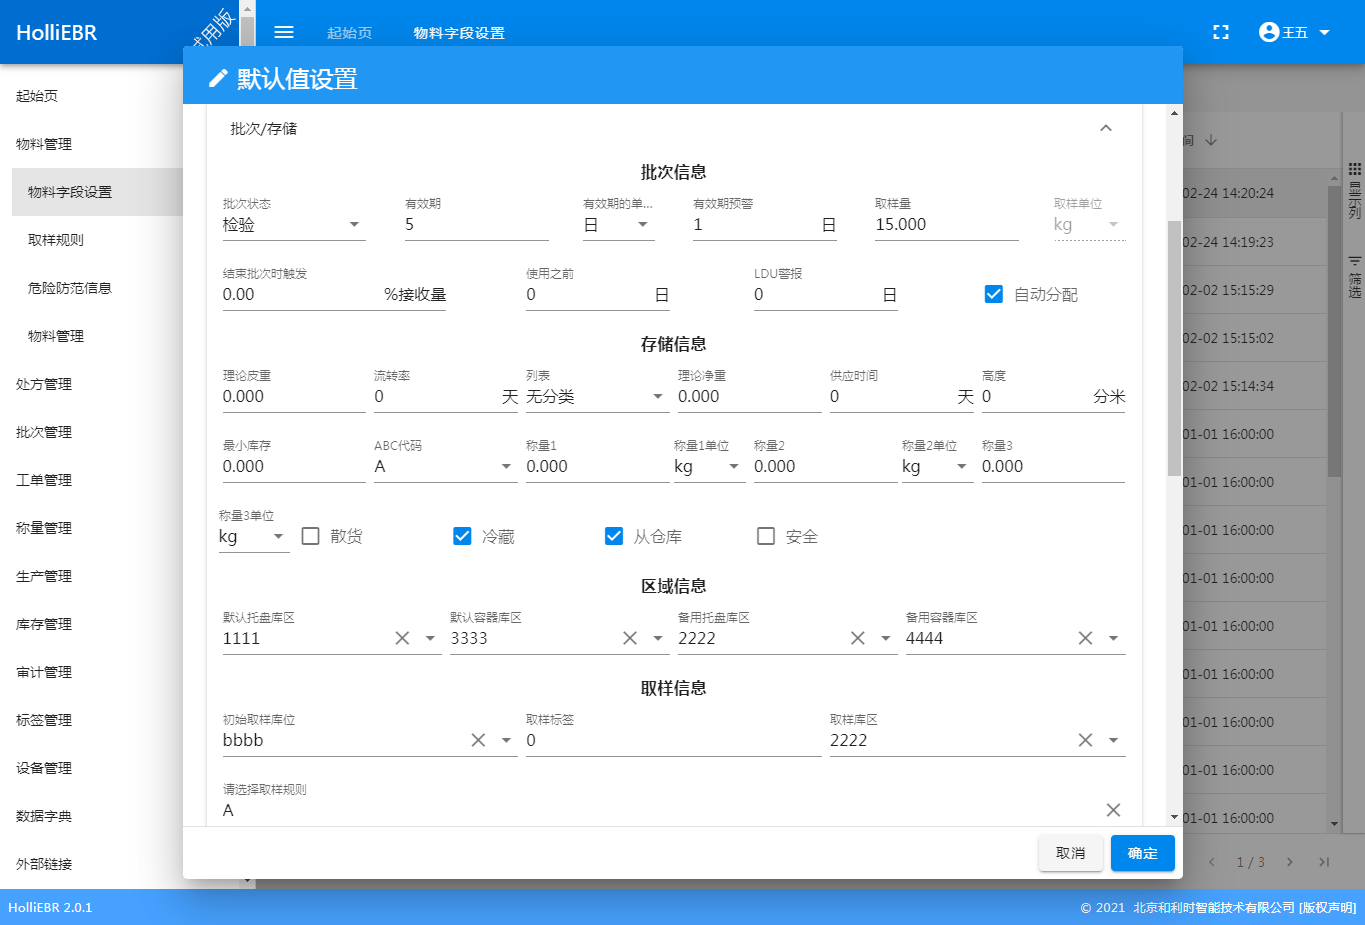 HolliEBR
试用版
起始页
物料字段设置
王五
默认值设置
起始页
物料管理
物料字段设置
取样规则
危险防范信息
物料管理
处方管理
批次管理
工单管理
称量管理
生产管理
库存管理
审计管理
标签管理
设备管理
数据字典
外部链接
批次/存储
批次信息
批次状态 有效期 有效期的单... 有效期预警 取样量 取样单位
检验 5 日 1 日 15.000 kg
结束批次时触发 使用之前 LDU警报
0.00 %接收量 0 日 0 日 自动分配
存储信息
理论皮重 流转率 列表 理论净重 供应时间 高度
0.000 0 天 无分类 0.000 0 天 0 分米
最小库存 ABC代码 称量1 称量1单位 称量2 称量2单位 称量3
0.000 A 0.000 kg 0.000 kg 0.000
称量3单位
kg 散货 冷藏 从仓库 安全
区域信息
默认托盘库区 默认容器库区 备用托盘库区 备用容器库区
1111 3333 2222 4444
取样信息
初始取样库位 取样标签 取样库区
bbbb 0 2222
请选择取样规则
A
取消 确定
间
02-24 14:20:24
02-24 14:19:23
02-02 15:15:29
02-02 15:15:02
02-02 15:14:34
01-01 16:00:00
01-01 16:00:00
01-01 16:00:00
01-01 16:00:00
01-01 16:00:00
01-01 16:00:00
01-01 16:00:00
01-01 16:00:00
01-01 16:00:00
显示列
筛选
1 / 3
HolliEBR 2.0.1
© 2021 北京和利时智能技术有限公司 [版权声明]